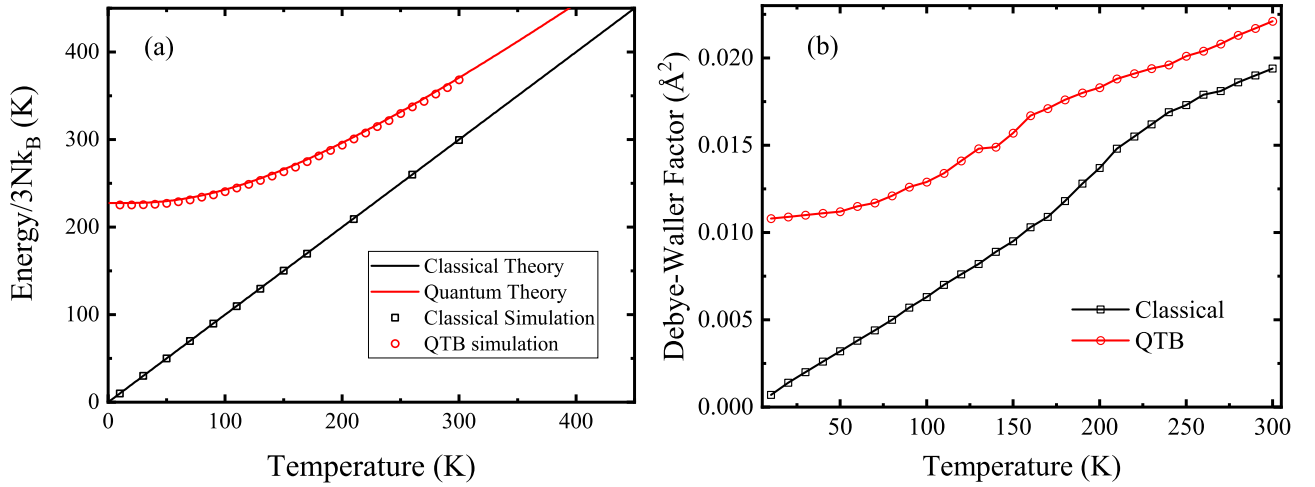 (a)
Energy/3Nk_B (K)
400
300
200
100
0
0
100
200
300
400
Temperature (K)
Classical Theory
Quantum Theory
Classical Simulation
QTB simulation
(b)
Debye-Waller Factor (Å²)
0.020
0.015
0.010
0.005
0.000
50
100
150
200
250
300
Temperature (K)
Classical
QTB